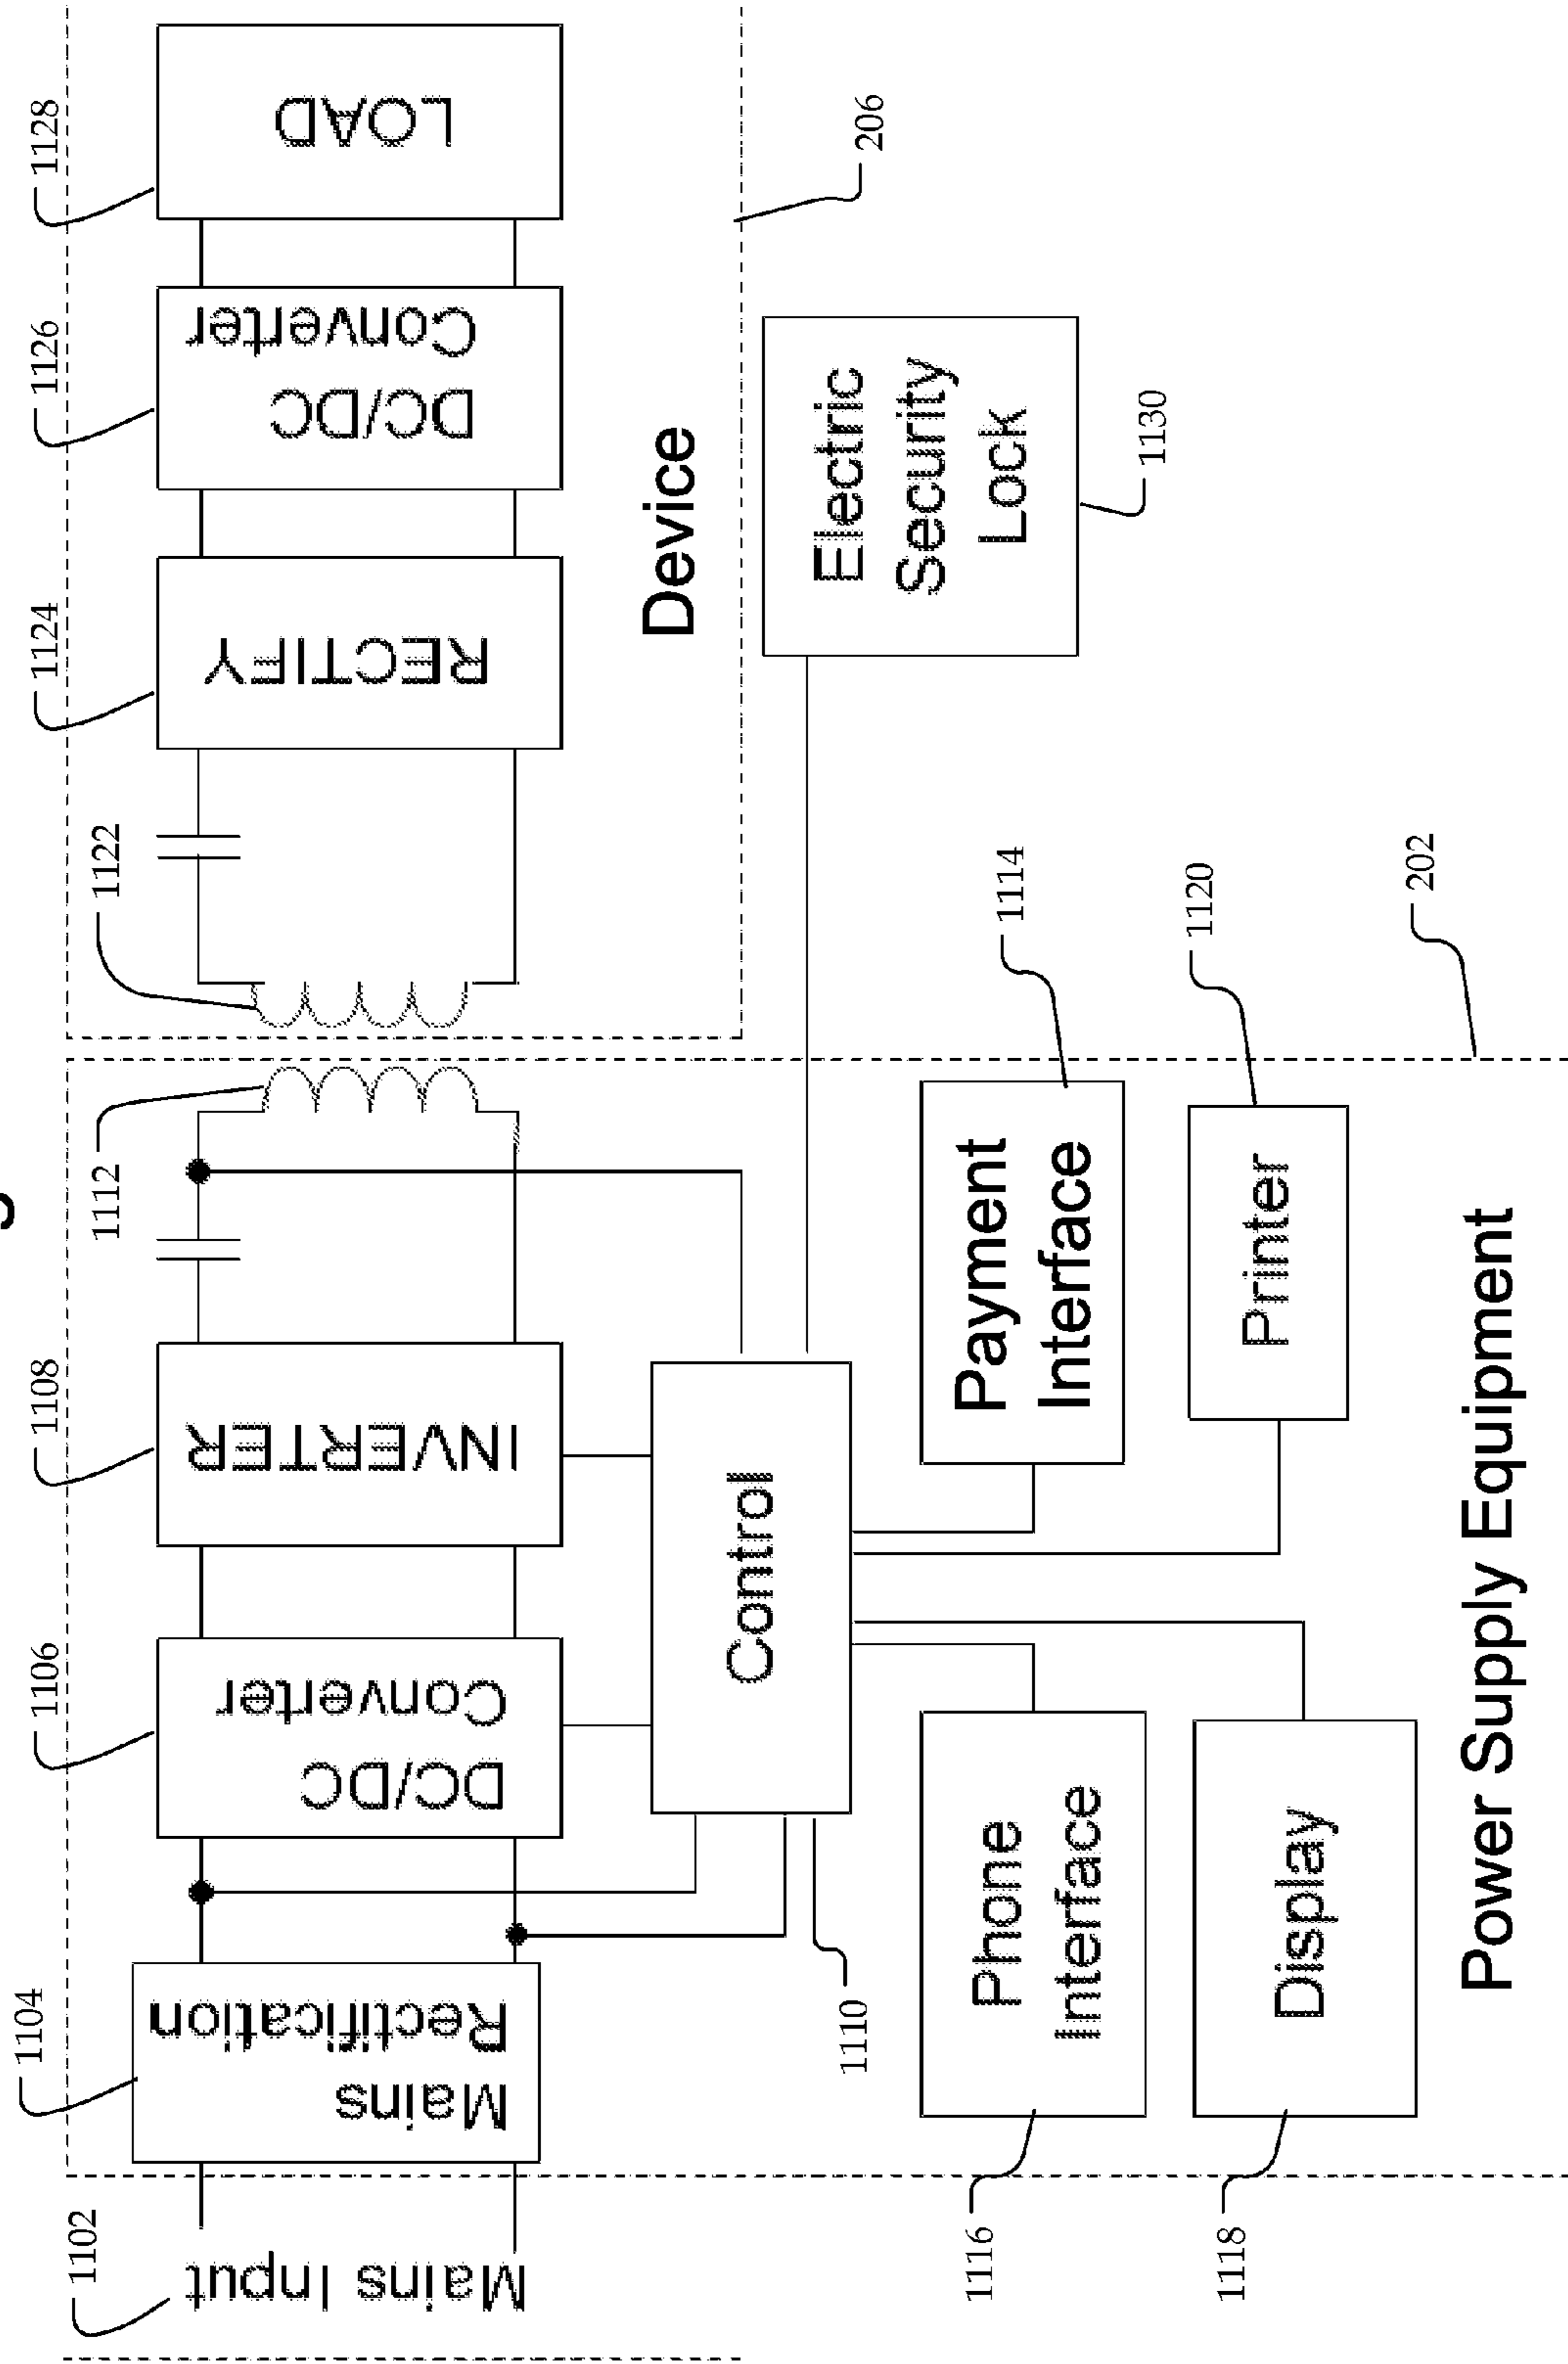 1104
1106
1108
1124
1126
1128
1102
1112
1122
Mains Input
Mains
Rectification
DC/DC
Converter
INVERTER
RECTIFY
DC/DC
Converter
LOAD
Device
206
Control
1110
Electric
Security
Lock
1130
1116
Phone
Interface
Payment
Interface
1114
1118
Display
Printer
1120
Power Supply Equipment
202